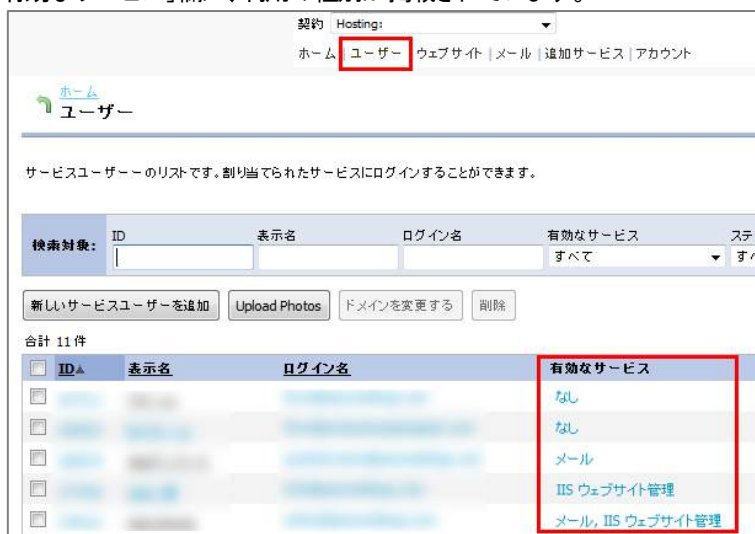 契約 Hosting:
ホーム | ユーザー | ウェブサイト | メール | 追加サービス | アカウント
ホーム
ユーザー
サービスユーザーーのリストです。割り当てられたサービスにログインすることができます。
検索対象: ID 表示名 ログイン名 有効なサービス
すべて
新しいサービスユーザーを追加 Upload Photos ドメインを変更する 削除
合計 11 件
ID▲ 表示名 ログイン名 有効なサービス
なし
なし
メール
IIS ウェブサイト管理
メール, IIS ウェブサイト管理